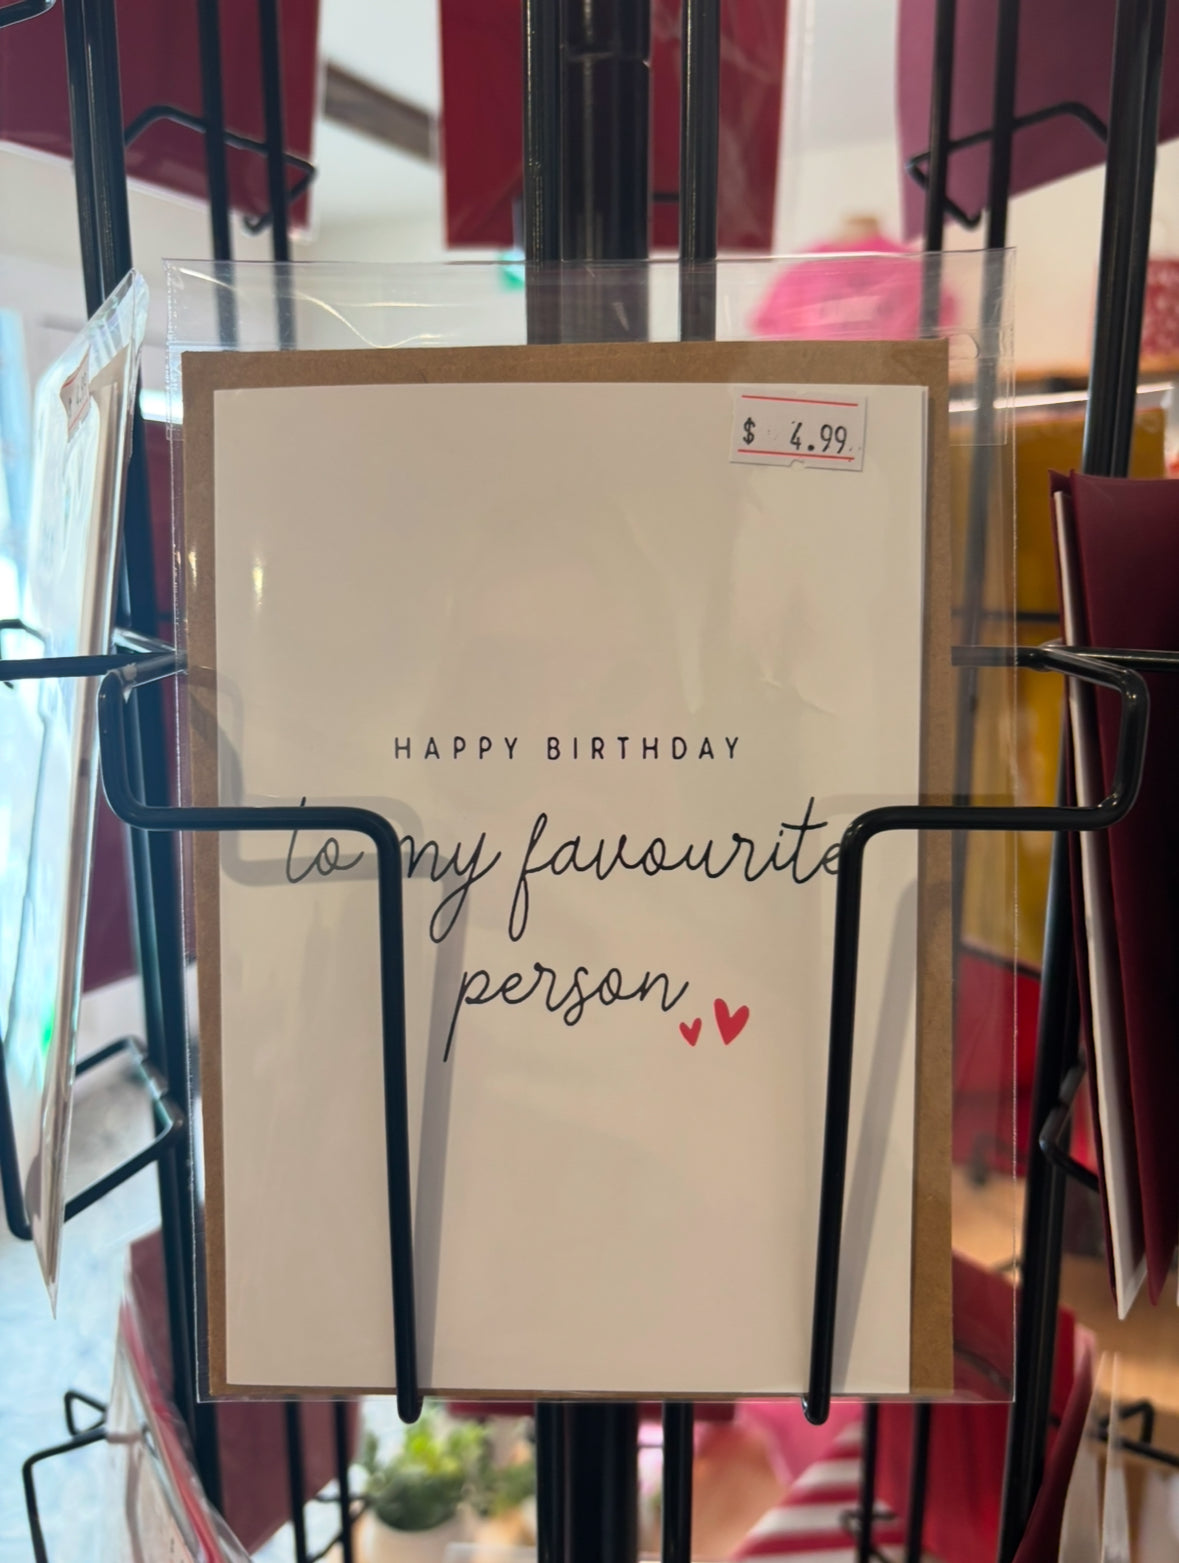 $ 4.99
HAPPY BIRTHDAY
to my favourite
person